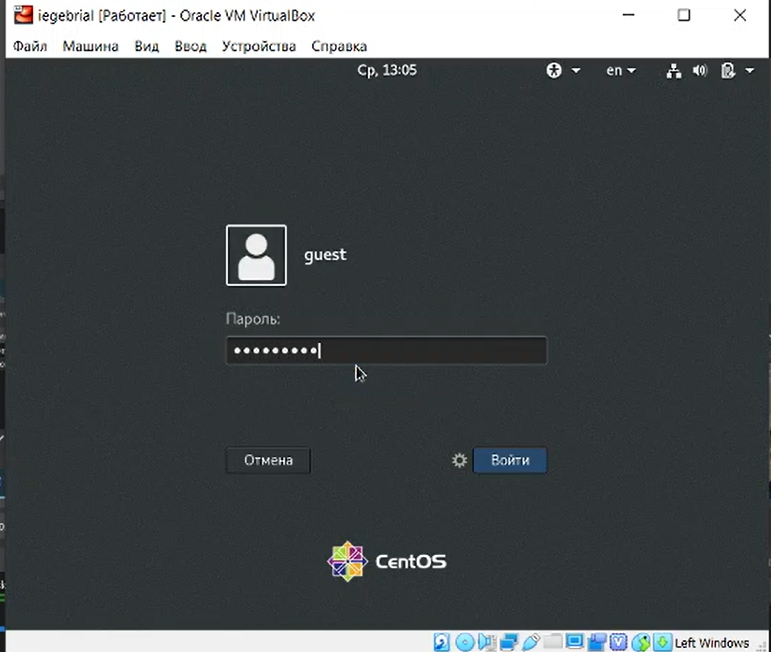 iegebrial [Работает] - Oracle VM VirtualBox
Файл Машина Вид Ввод Устройства Справка
Ср, 13:05 en
guest
Пароль:
Отмена Войти
CentOS
Left Windows